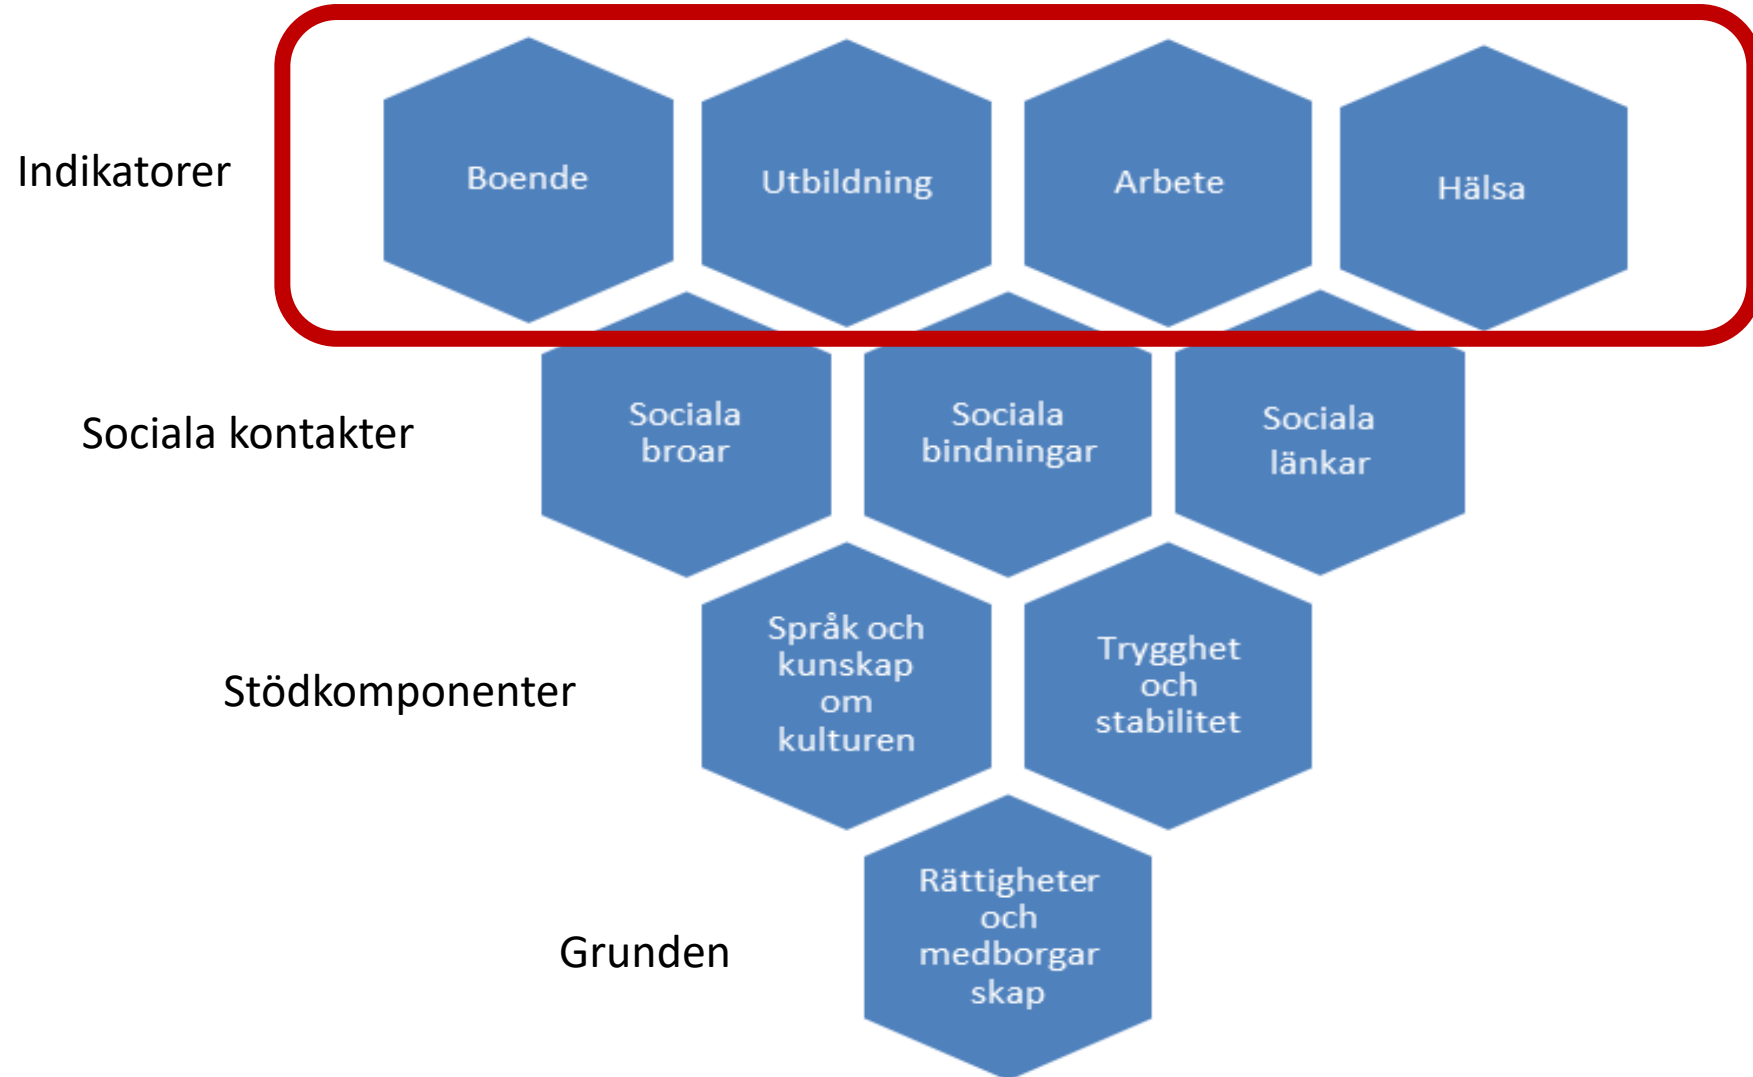 Indikatorer
Boende
Utbildning
Arbete
Hälsa
Sociala kontakter
Sociala
broar
Sociala
bindningar
Sociala
länkar
Stödkomponenter
Språk och
kunskap
om
kulturen
Trygghet
och
stabilitet
Grunden
Rättigheter
och
medborgar
skap